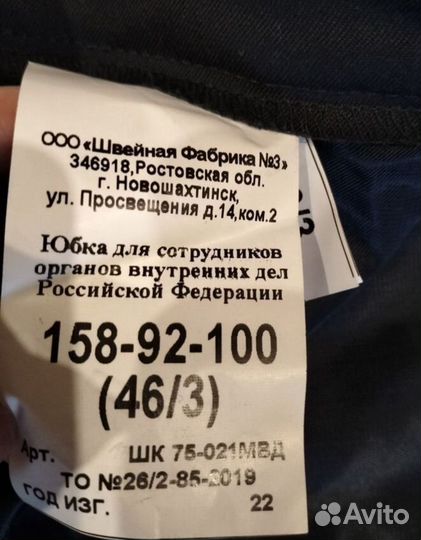 ООО «Швейная Фабрика №3»
346918, Ростовская обл.
г. Новошахтинск,
ул. Просвещения д.14,ком.2
Юбка для сотрудников
органов внутренних дел
Российской Федерации
158-92-100
(46/3)
Арт. ШК 75-021МВД
ТО №26/2-85-2019
ГОД ИЗГ. 22
Avito